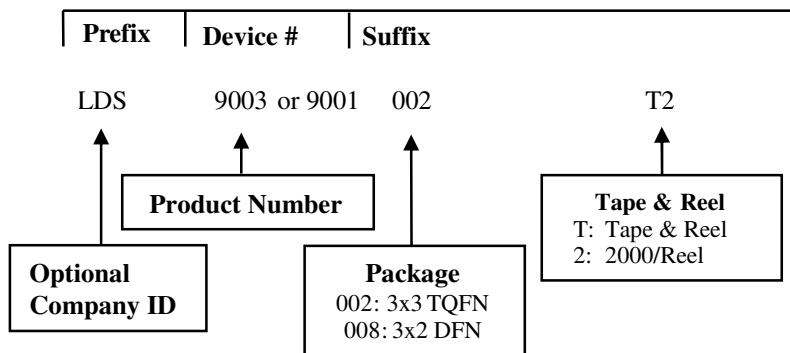 Prefix Device # Suffix
LDS 9003 or 9001 002 T2
Product Number
Optional
Company ID
Package
002: 3x3 TQFN
008: 3x2 DFN
Tape & Reel
T: Tape & Reel
2: 2000/Reel